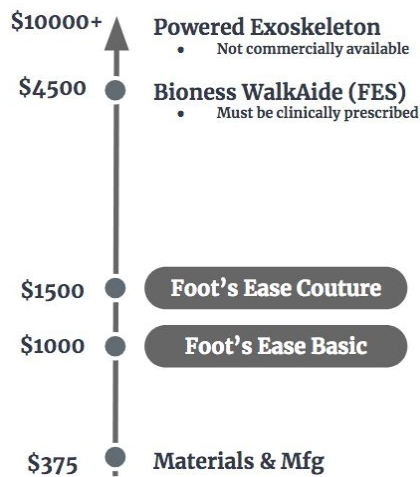 $10000+ Powered Exoskeleton
• Not commercially available
$4500 Bioness WalkAide (FES)
• Must be clinically prescribed
$1500 Foot's Ease Couture
$1000 Foot's Ease Basic
$375 Materials & Mfg